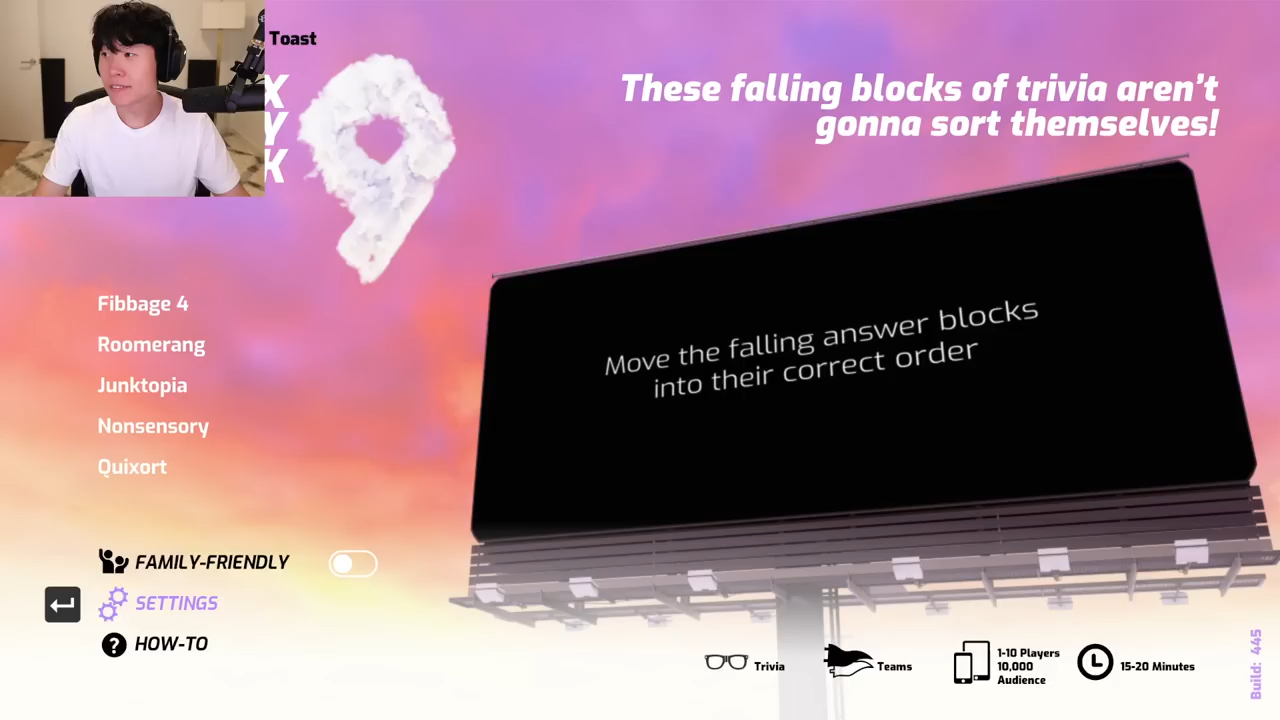 Toast
X
Y
K
9
These falling blocks of trivia aren't
gonna sort themselves!
Move the falling answer blocks
into their correct order
Fibbage 4
Roomerang
Junktopia
Nonsensory
Quixort
FAMILY-FRIENDLY
SETTINGS
? HOW-TO
Trivia
Teams
1-10 Players
10,000
Audience
15-20 Minutes
Build: 445